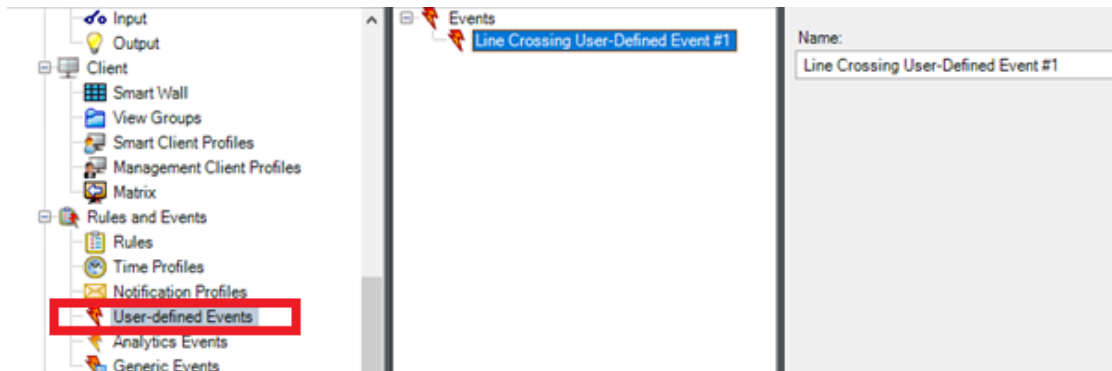 Input
Output
Client
Smart Wall
View Groups
Smart Client Profiles
Management Client Profiles
Matrix
Rules and Events
Rules
Time Profiles
Notification Profiles
User-defined Events
Analytics Events
Generic Events
Events
Line Crossing User-Defined Event #1
Name:
Line Crossing User-Defined Event #1